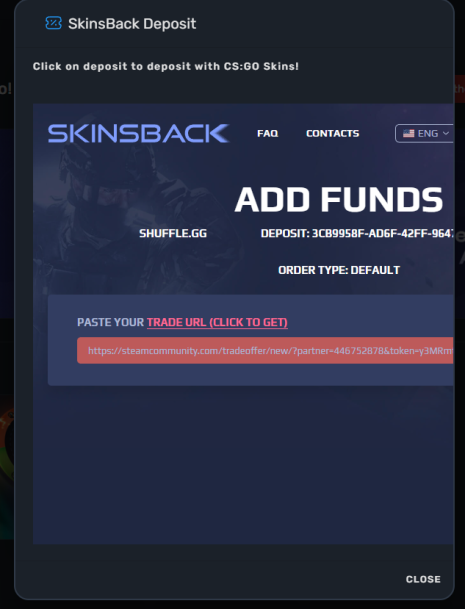 SkinsBack Deposit
Click on deposit to deposit with CS:GO Skins!
SKINSBACK FAQ CONTACTS ENG
ADD FUNDS
SHUFFLE.GG DEPOSIT: 3CB9958F-AD6F-42FF-964
ORDER TYPE: DEFAULT
PASTE YOUR TRADE URL (CLICK TO GET)
https://steamcommunity.com/tradeoffer/new/?partner=446752878&token=y3MRm
CLOSE